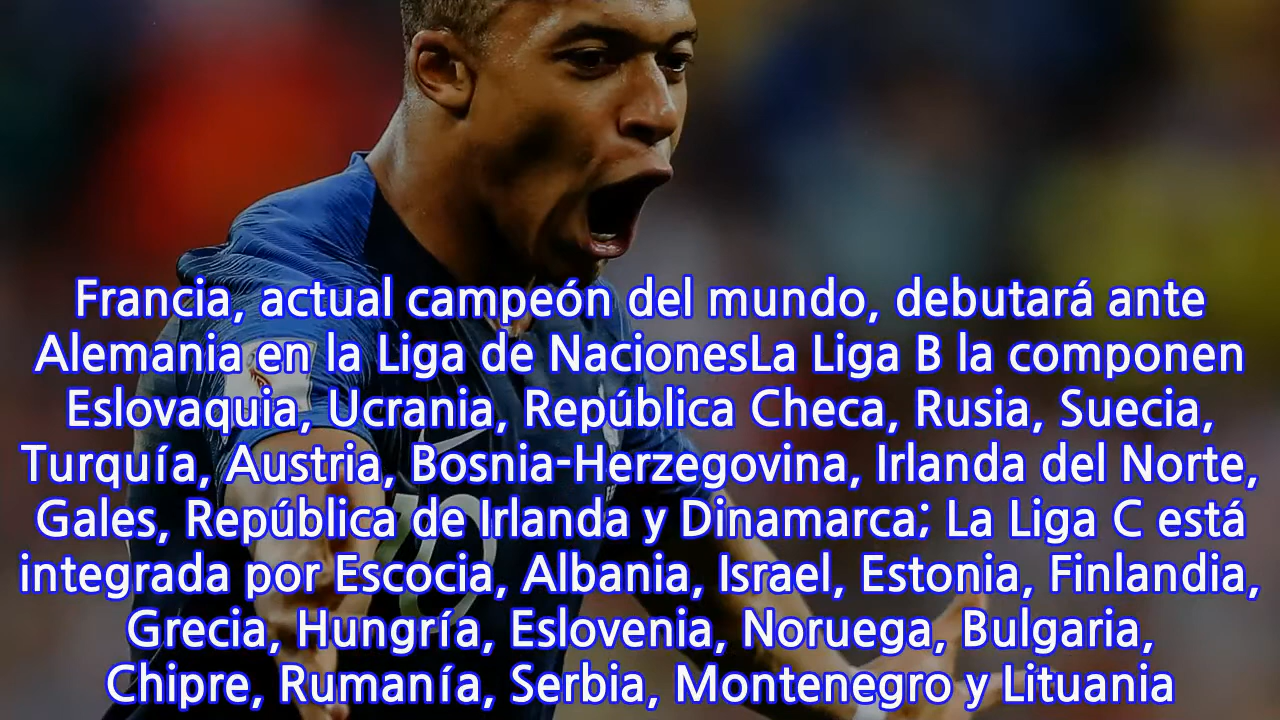 Francia, actual campeón del mundo, debutará ante
Alemania en la Liga de NacionesLa Liga B la componen
Eslovaquia, Ucrania, República Checa, Rusia, Suecia,
Turquía, Austria, Bosnia-Herzegovina, Irlanda del Norte,
Gales, República de Irlanda y Dinamarca; La Liga C está
integrada por Escocia, Albania, Israel, Estonia, Finlandia,
Grecia, Hungría, Eslovenia, Noruega, Bulgaria,
Chipre, Rumanía, Serbia, Montenegro y Lituania
10